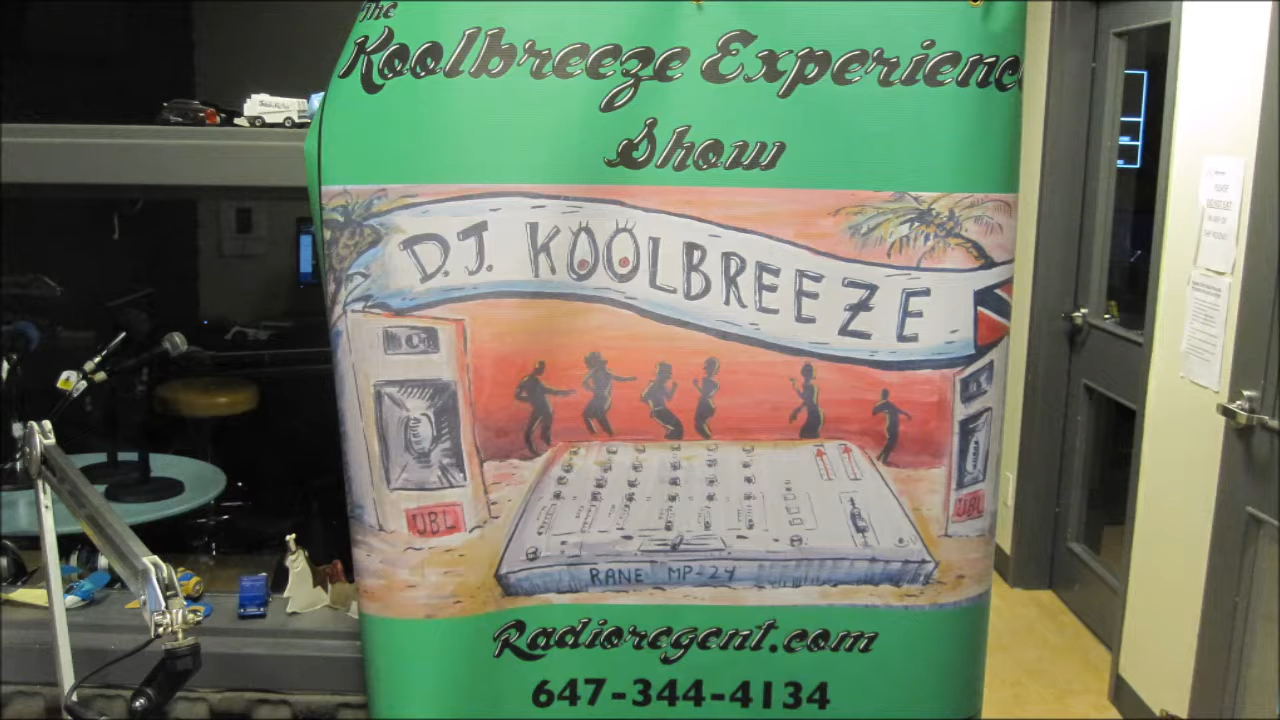 The
Koolbreeze Experienc
Show
D.J. KOOLBREEZE
UBL
UBL
RANE MP-24
Radioregent.com
647-344-4134